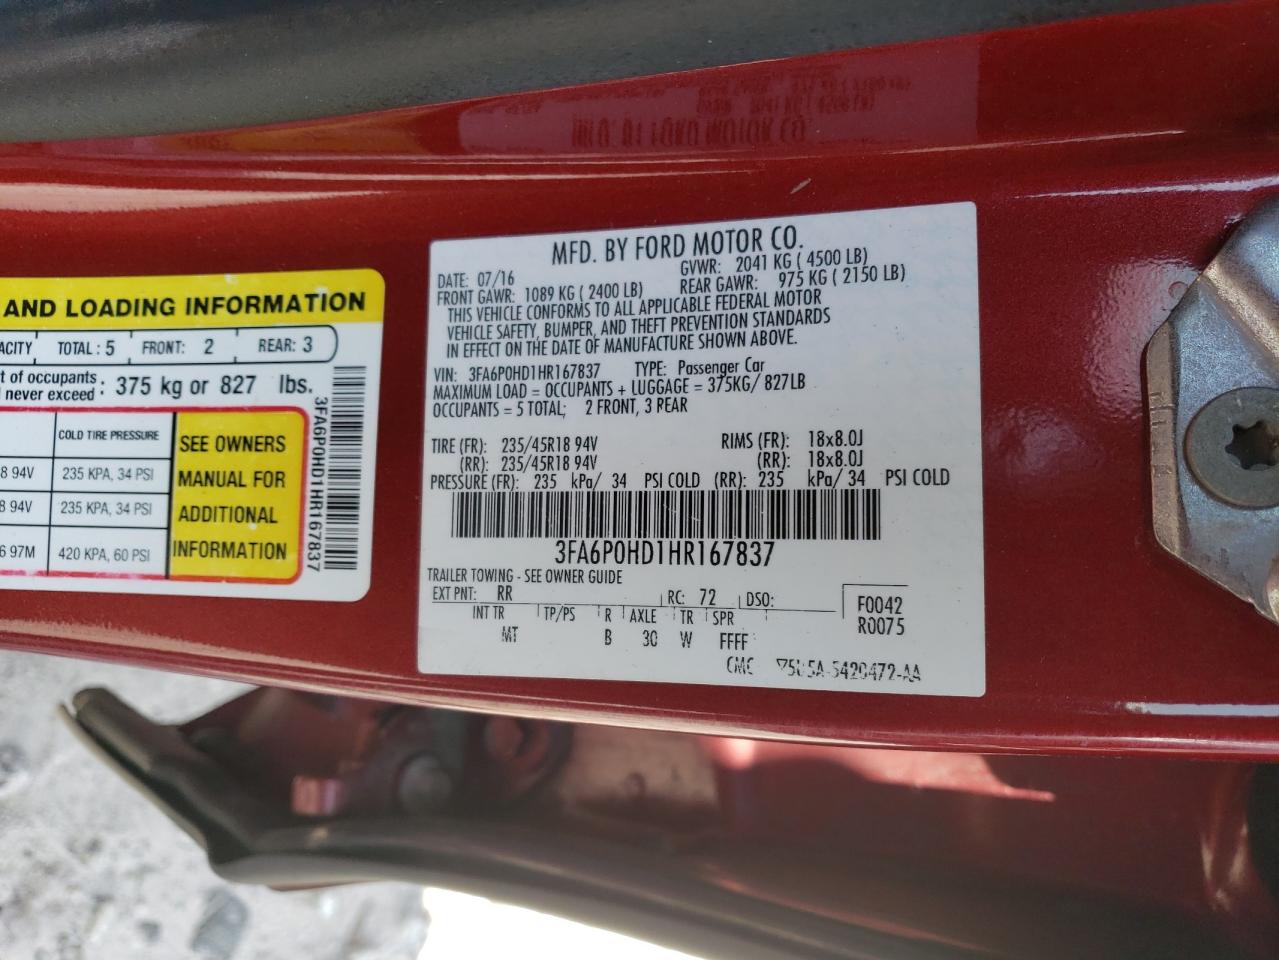 AND LOADING INFORMATION
ACITY TOTAL: 5 FRONT: 2 REAR: 3
t of occupants
l never exceed : 375 kg or 827 lbs.
COLD TIRE PRESSURE
8 94V 235 KPA, 34 PSI
8 94V 235 KPA, 34 PSI
6 97M 420 KPA, 60 PSI
SEE OWNERS
MANUAL FOR
ADDITIONAL
INFORMATION
3FA6P0HD1HR167837
MFD. BY FORD MOTOR CO.
DATE: 07/16 GVWR: 2041 KG ( 4500 LB)
FRONT GAWR: 1089 KG ( 2400 LB) REAR GAWR: 975 KG ( 2150 LB)
THIS VEHICLE CONFORMS TO ALL APPLICABLE FEDERAL MOTOR
VEHICLE SAFETY, BUMPER, AND THEFT PREVENTION STANDARDS
IN EFFECT ON THE DATE OF MANUFACTURE SHOWN ABOVE.
VIN: 3FA6P0HD1HR167837 TYPE: Passenger Car
MAXIMUM LOAD = OCCUPANTS + LUGGAGE = 375KG/ 827LB
OCCUPANTS = 5 TOTAL; 2 FRONT, 3 REAR
TIRE (FR): 235/45R18 94V RIMS (FR): 18x8.0J
(RR): 235/45R18 94V (RR): 18x8.0J
PRESSURE (FR): 235 kPa/ 34 PSI COLD (RR): 235 kPa/ 34 PSI COLD
3FA6P0HD1HR167837
TRAILER TOWING - SEE OWNER GUIDE
EXT PNT: RR RC: 72 DSO:
INT TR TP/PS R AXLE TR SPR
MT B 30 W FFFF
F0042
R0075
CMC